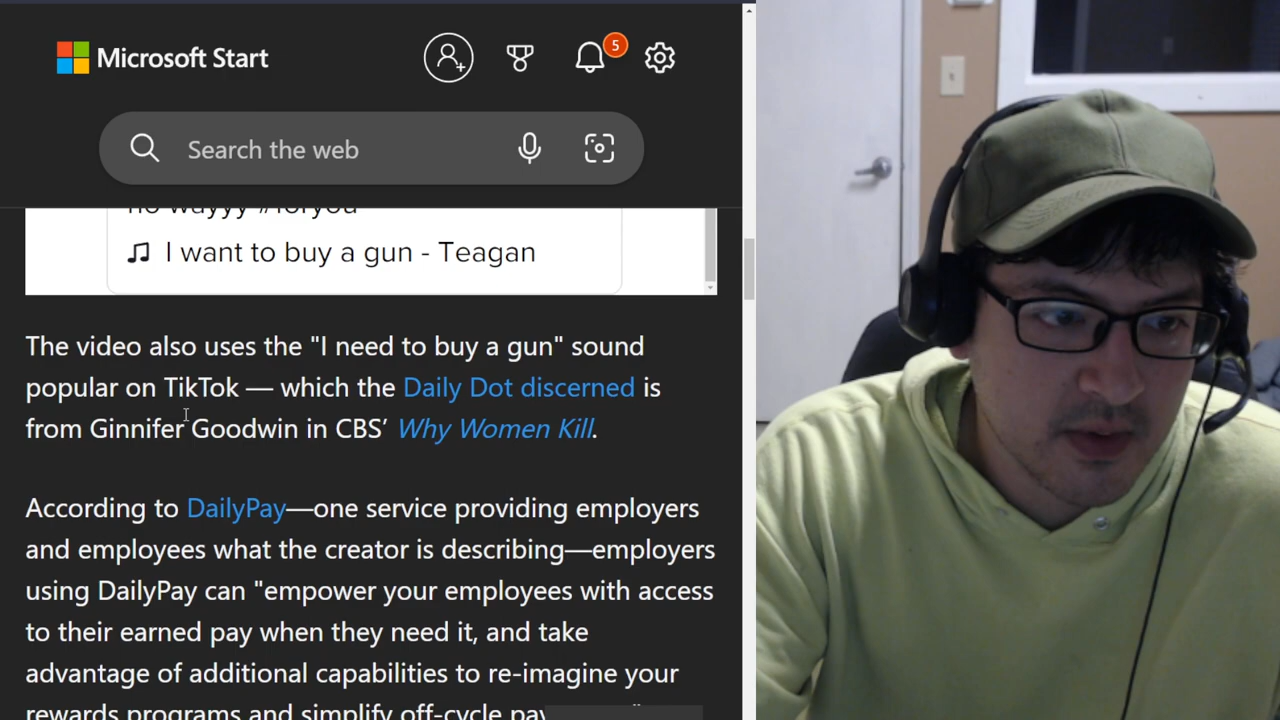 Microsoft Start
5
Search the web
no wayyy #foryou
I want to buy a gun - Teagan
The video also uses the "I need to buy a gun" sound
popular on TikTok — which the Daily Dot discerned is
from Ginnifer Goodwin in CBS’ Why Women Kill.
According to DailyPay—one service providing employers
and employees what the creator is describing—employers
using DailyPay can "empower your employees with access
to their earned pay when they need it, and take
advantage of additional capabilities to re-imagine your
rewards programs and simplify off-cycle pay